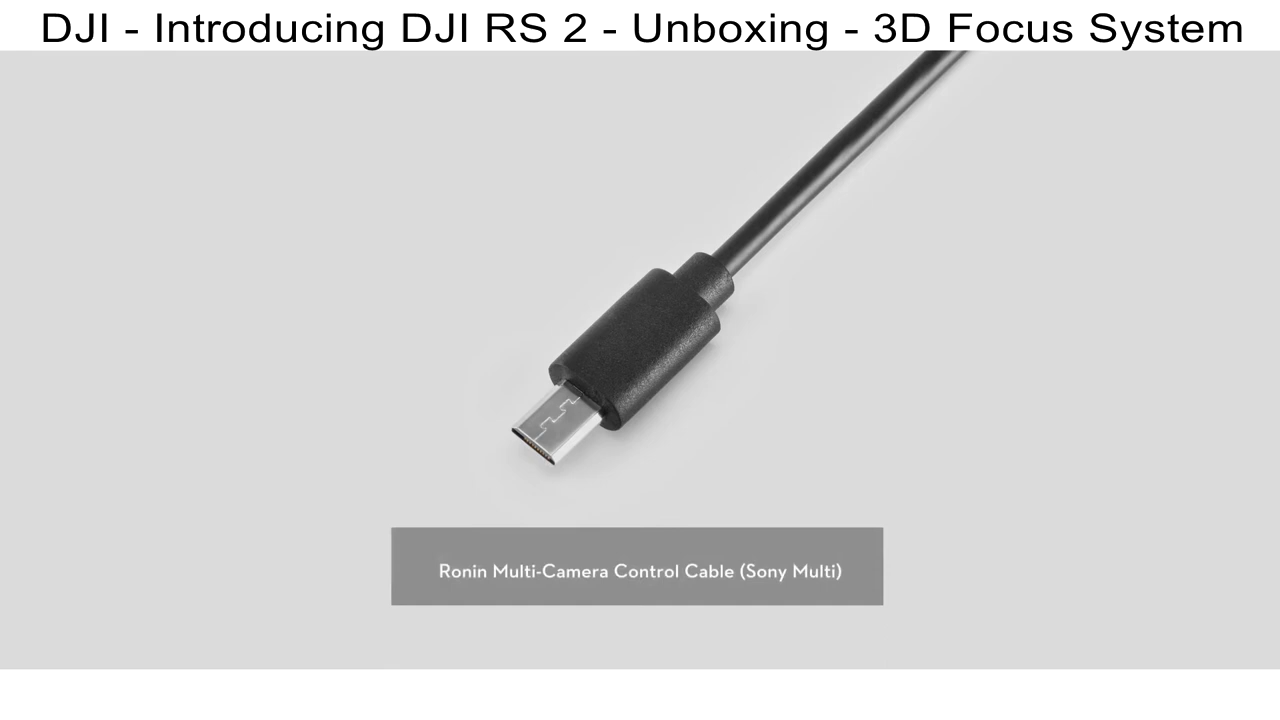 DJI - Introducing DJI RS 2 - Unboxing - 3D Focus System
Ronin Multi-Camera Control Cable (Sony Multi)